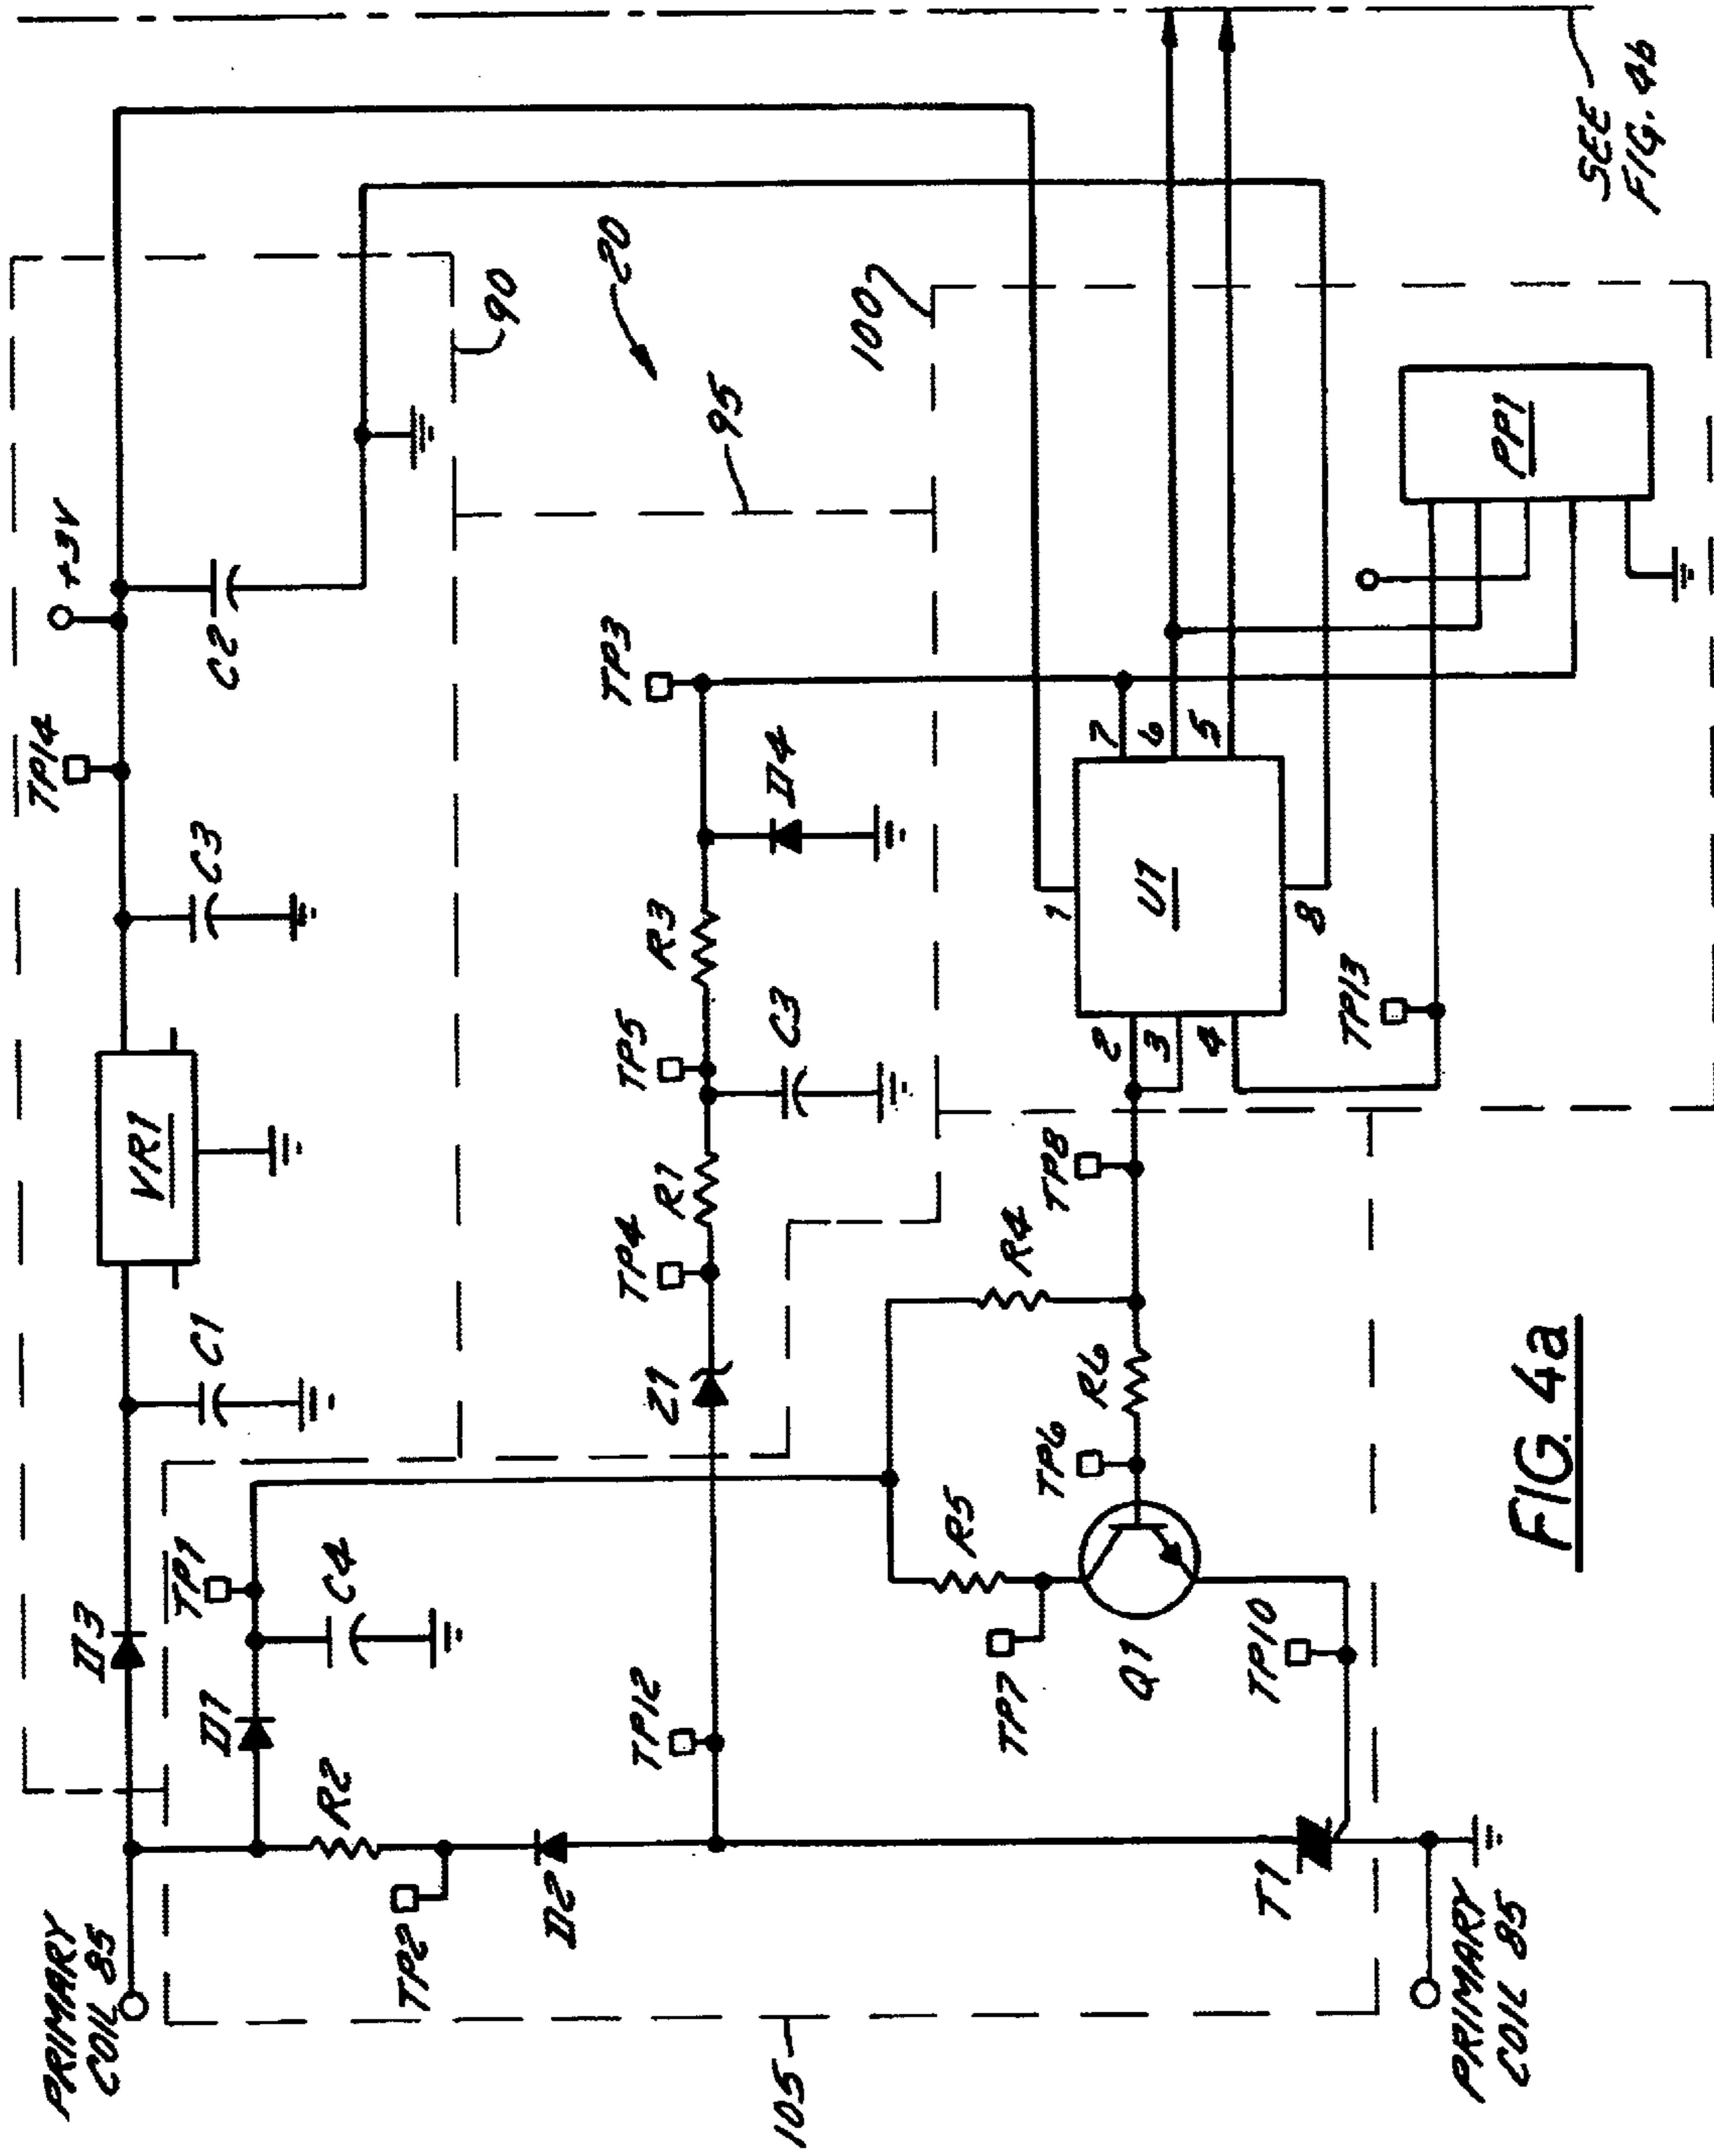 PRIMARY
COIL 85
D3
C1
VR1
C3
TP14
+3V
C2
90
TP1
D1
C4
R2
TP2
D2
TP12
Z1
TP4
R1
TP5
C3
R3
D4
TP3
95
20
100
105
R5
TP7
Q1
TP6
R6
R4
TP8
TP10
T1
2
3
4
1
U1
8
7
6
5
TP13
PP1
PRIMARY
COIL 85
SEE
FIG. 4b
FIG. 4a